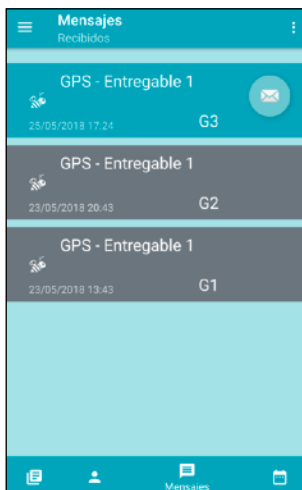 Mensajes
Recibidos
GPS - Entregable 1
25/05/2018 17:24 G3
GPS - Entregable 1
23/05/2018 20:43 G2
GPS - Entregable 1
23/05/2018 13:43 G1
Mensajes